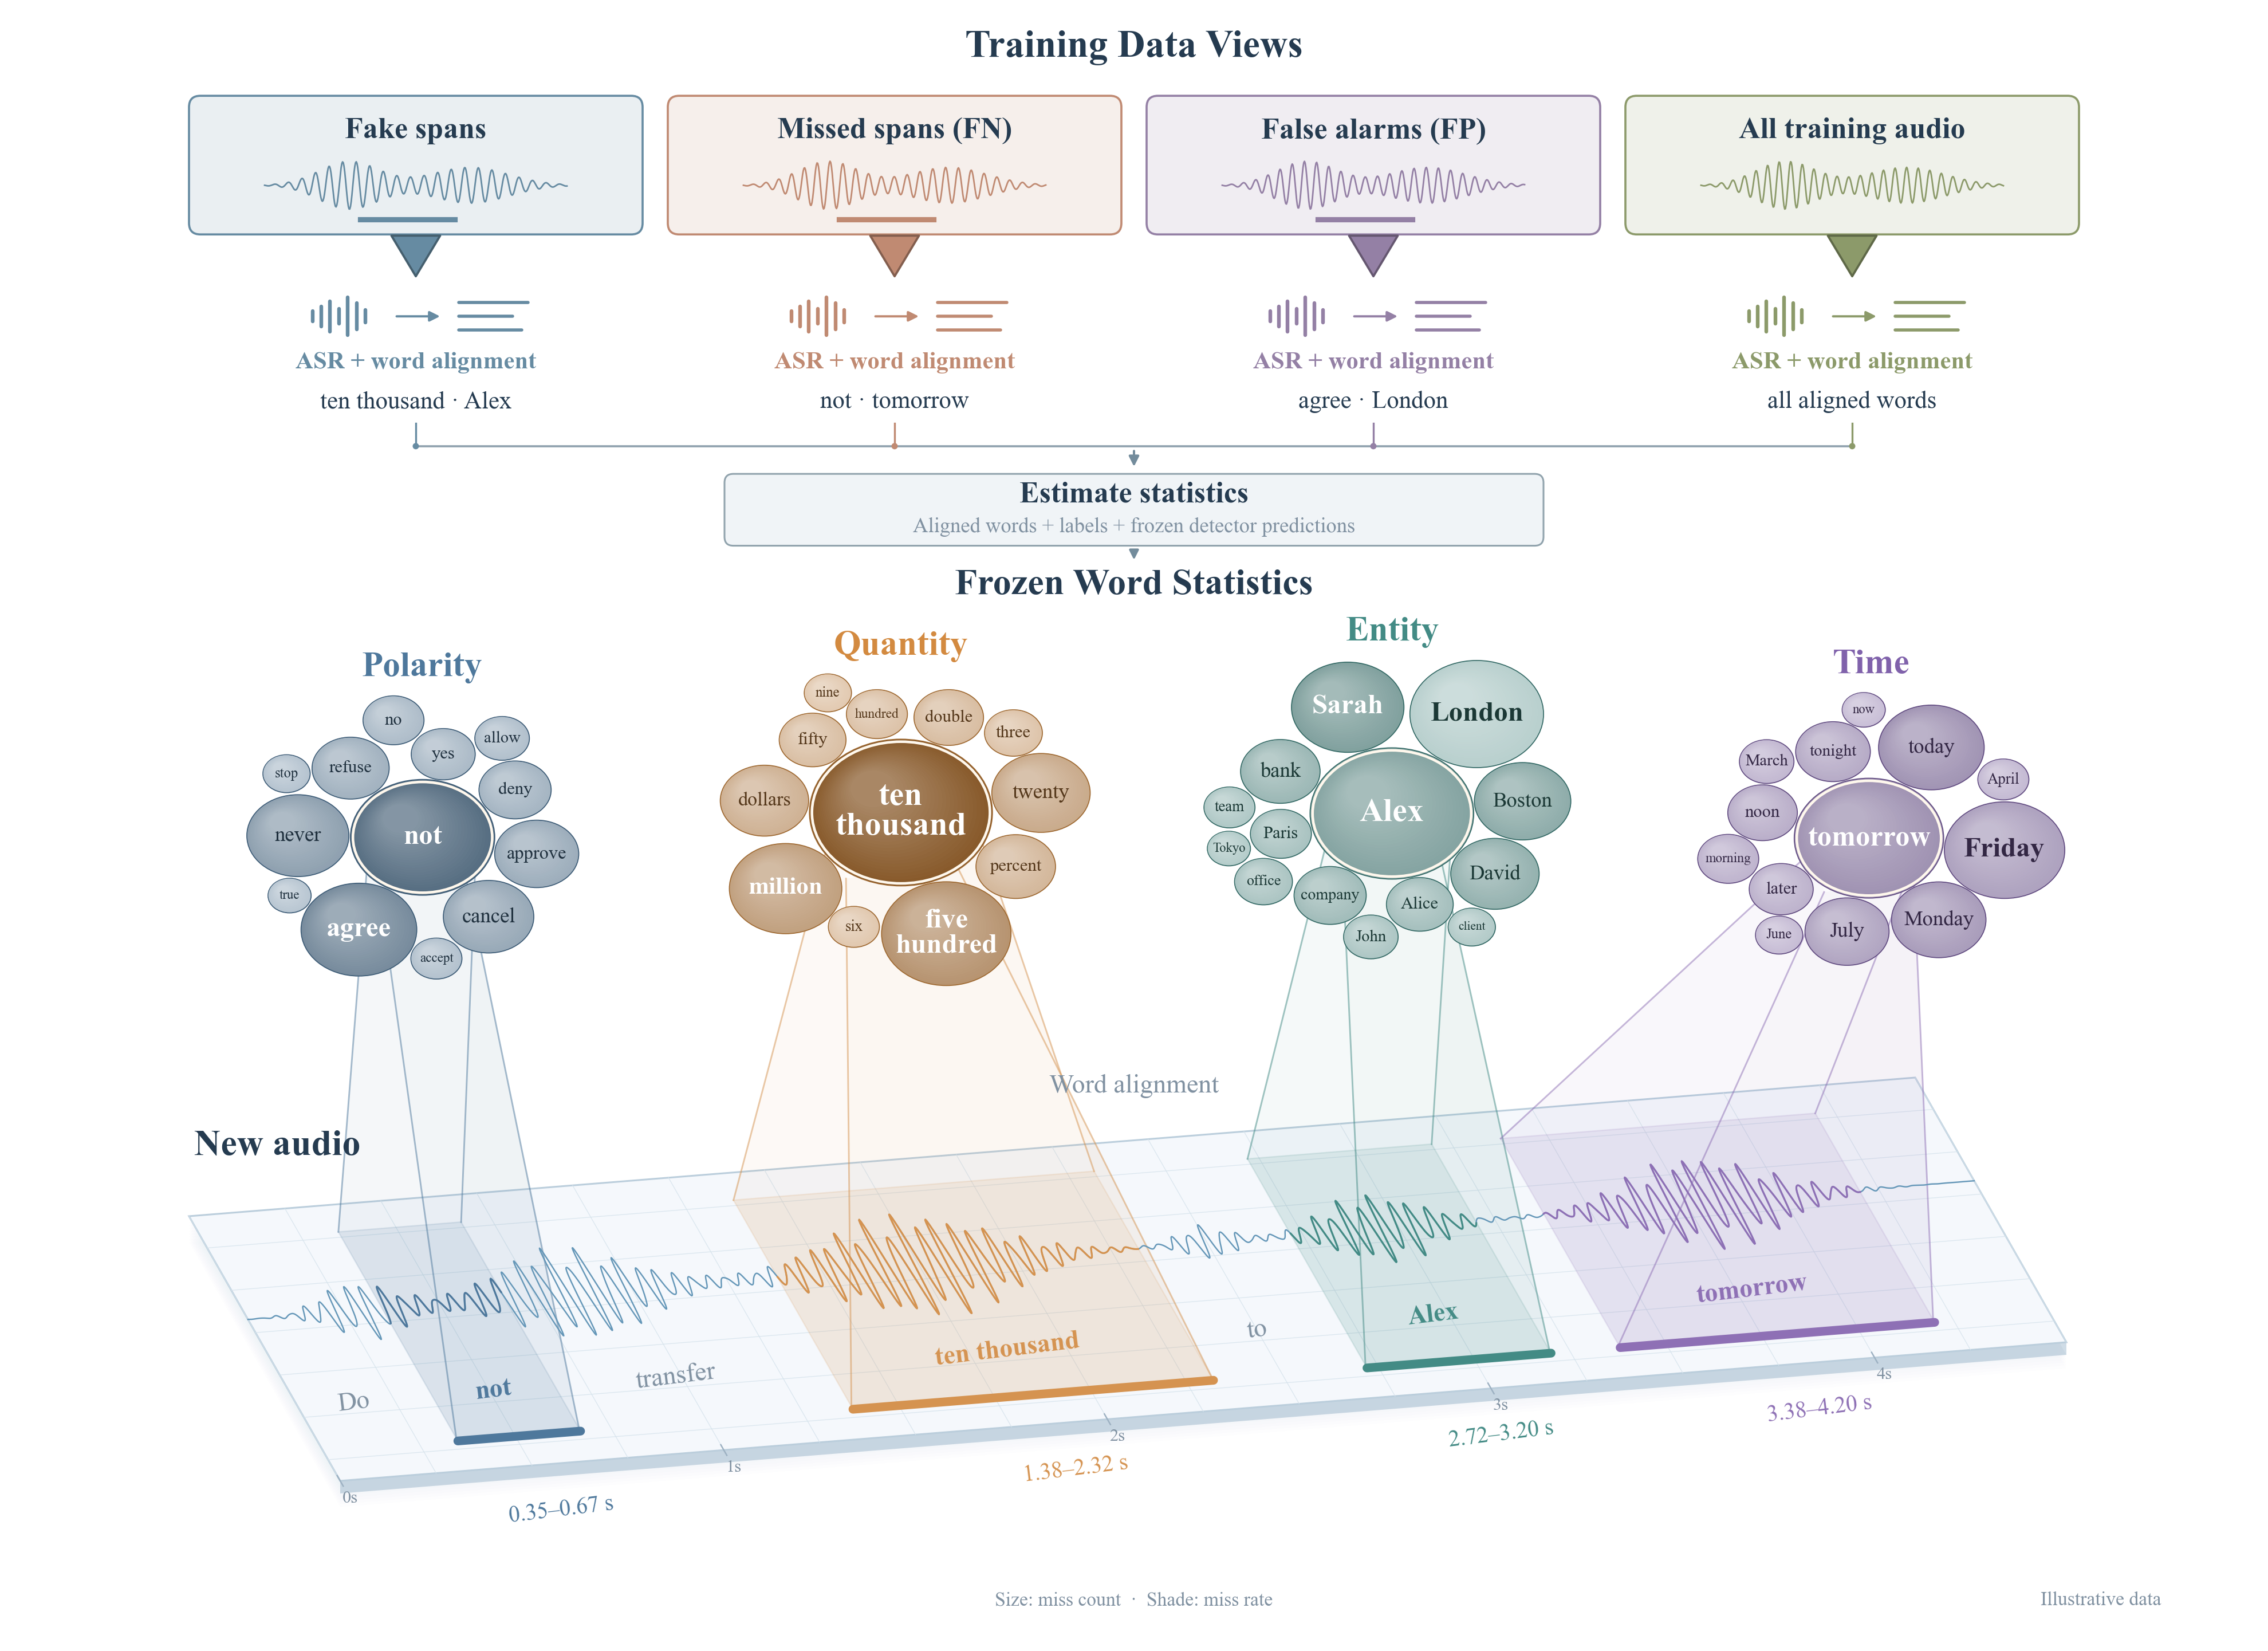 Training Data Views
Fake spans
Missed spans (FN)
False alarms (FP)
All training audio
ASR + word alignment
ASR + word alignment
ASR + word alignment
ASR + word alignment
ten thousand · Alex
not · tomorrow
agree · London
all aligned words
Estimate statistics
Aligned words + labels + frozen detector predictions
Frozen Word Statistics
Polarity
no
allow
yes
refuse
stop
deny
never
not
approve
true
agree
cancel
accept
Quantity
nine
hundred
double
three
fifty
dollars
ten
thousand
twenty
percent
million
six
five
hundred
Entity
Sarah
London
bank
team
Alex
Boston
Paris
Tokyo
office
company
David
Alice
John
client
Time
now
today
tonight
March
April
noon
tomorrow
Friday
morning
later
June
July
Monday
Word alignment
New audio
Do
not
transfer
ten thousand
to
Alex
tomorrow
0s
1s
2s
3s
4s
0.35–0.67 s
1.38–2.32 s
2.72–3.20 s
3.38–4.20 s
Size: miss count · Shade: miss rate
Illustrative data